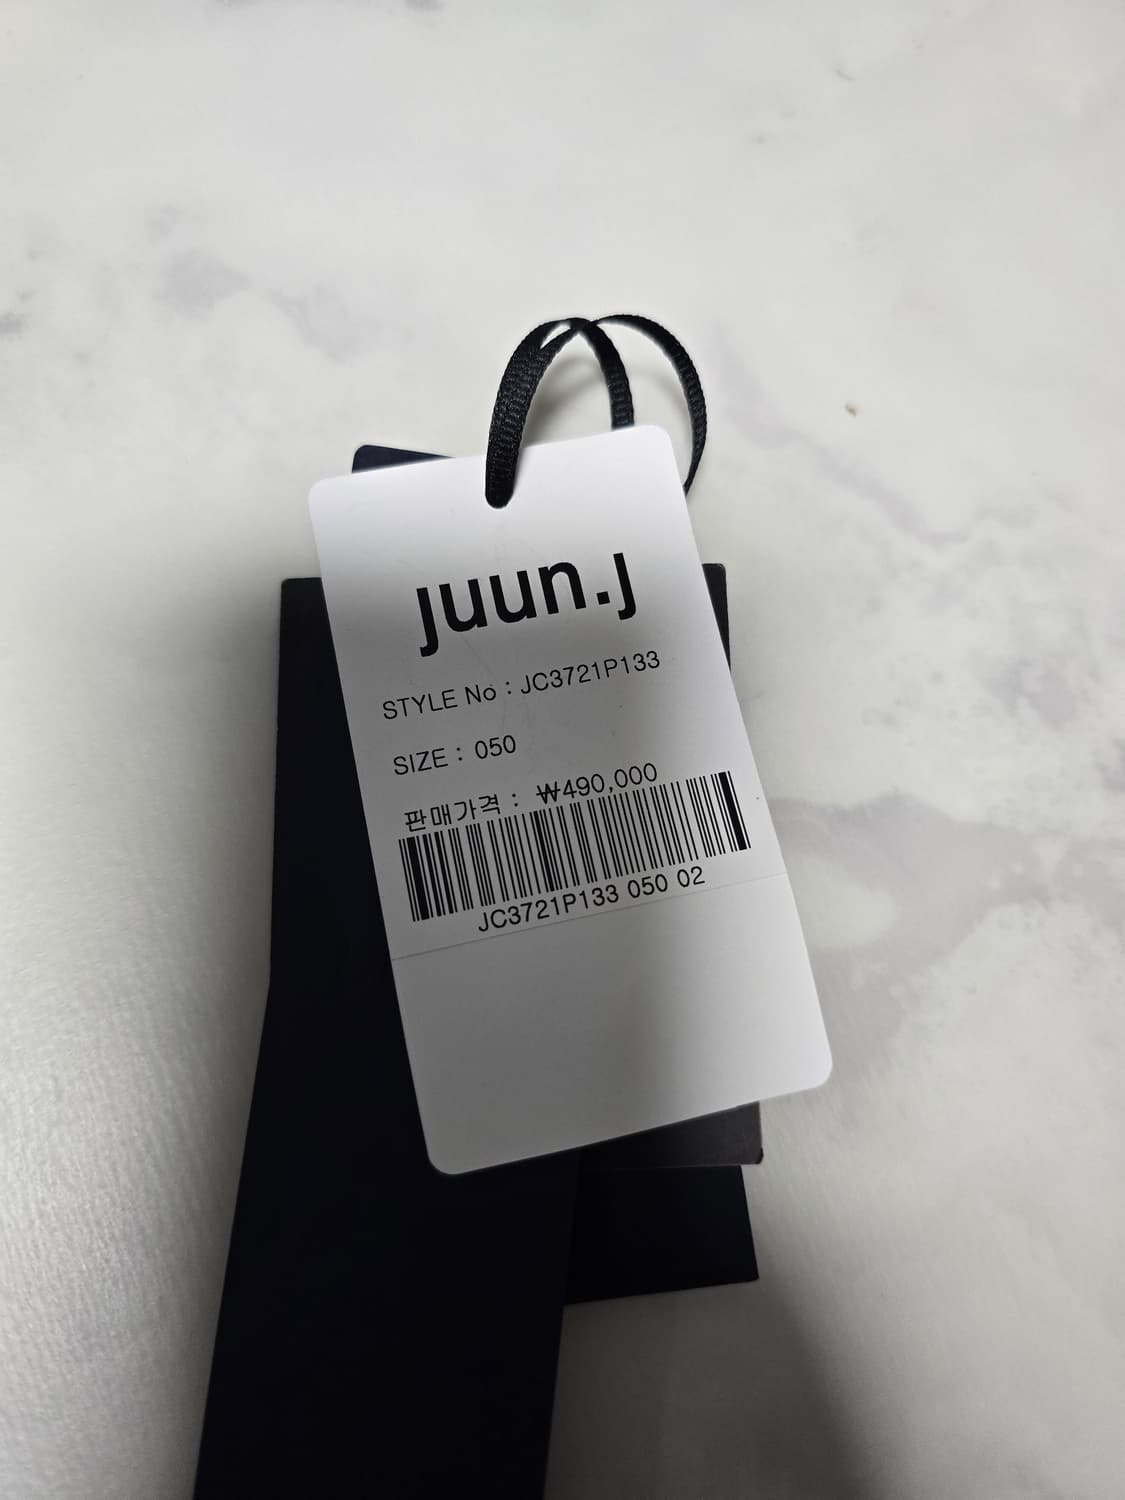 juun.j
STYLE No : JC3721P133
SIZE : 050
판매가격 : ₩490,000
JC3721P133 050 02